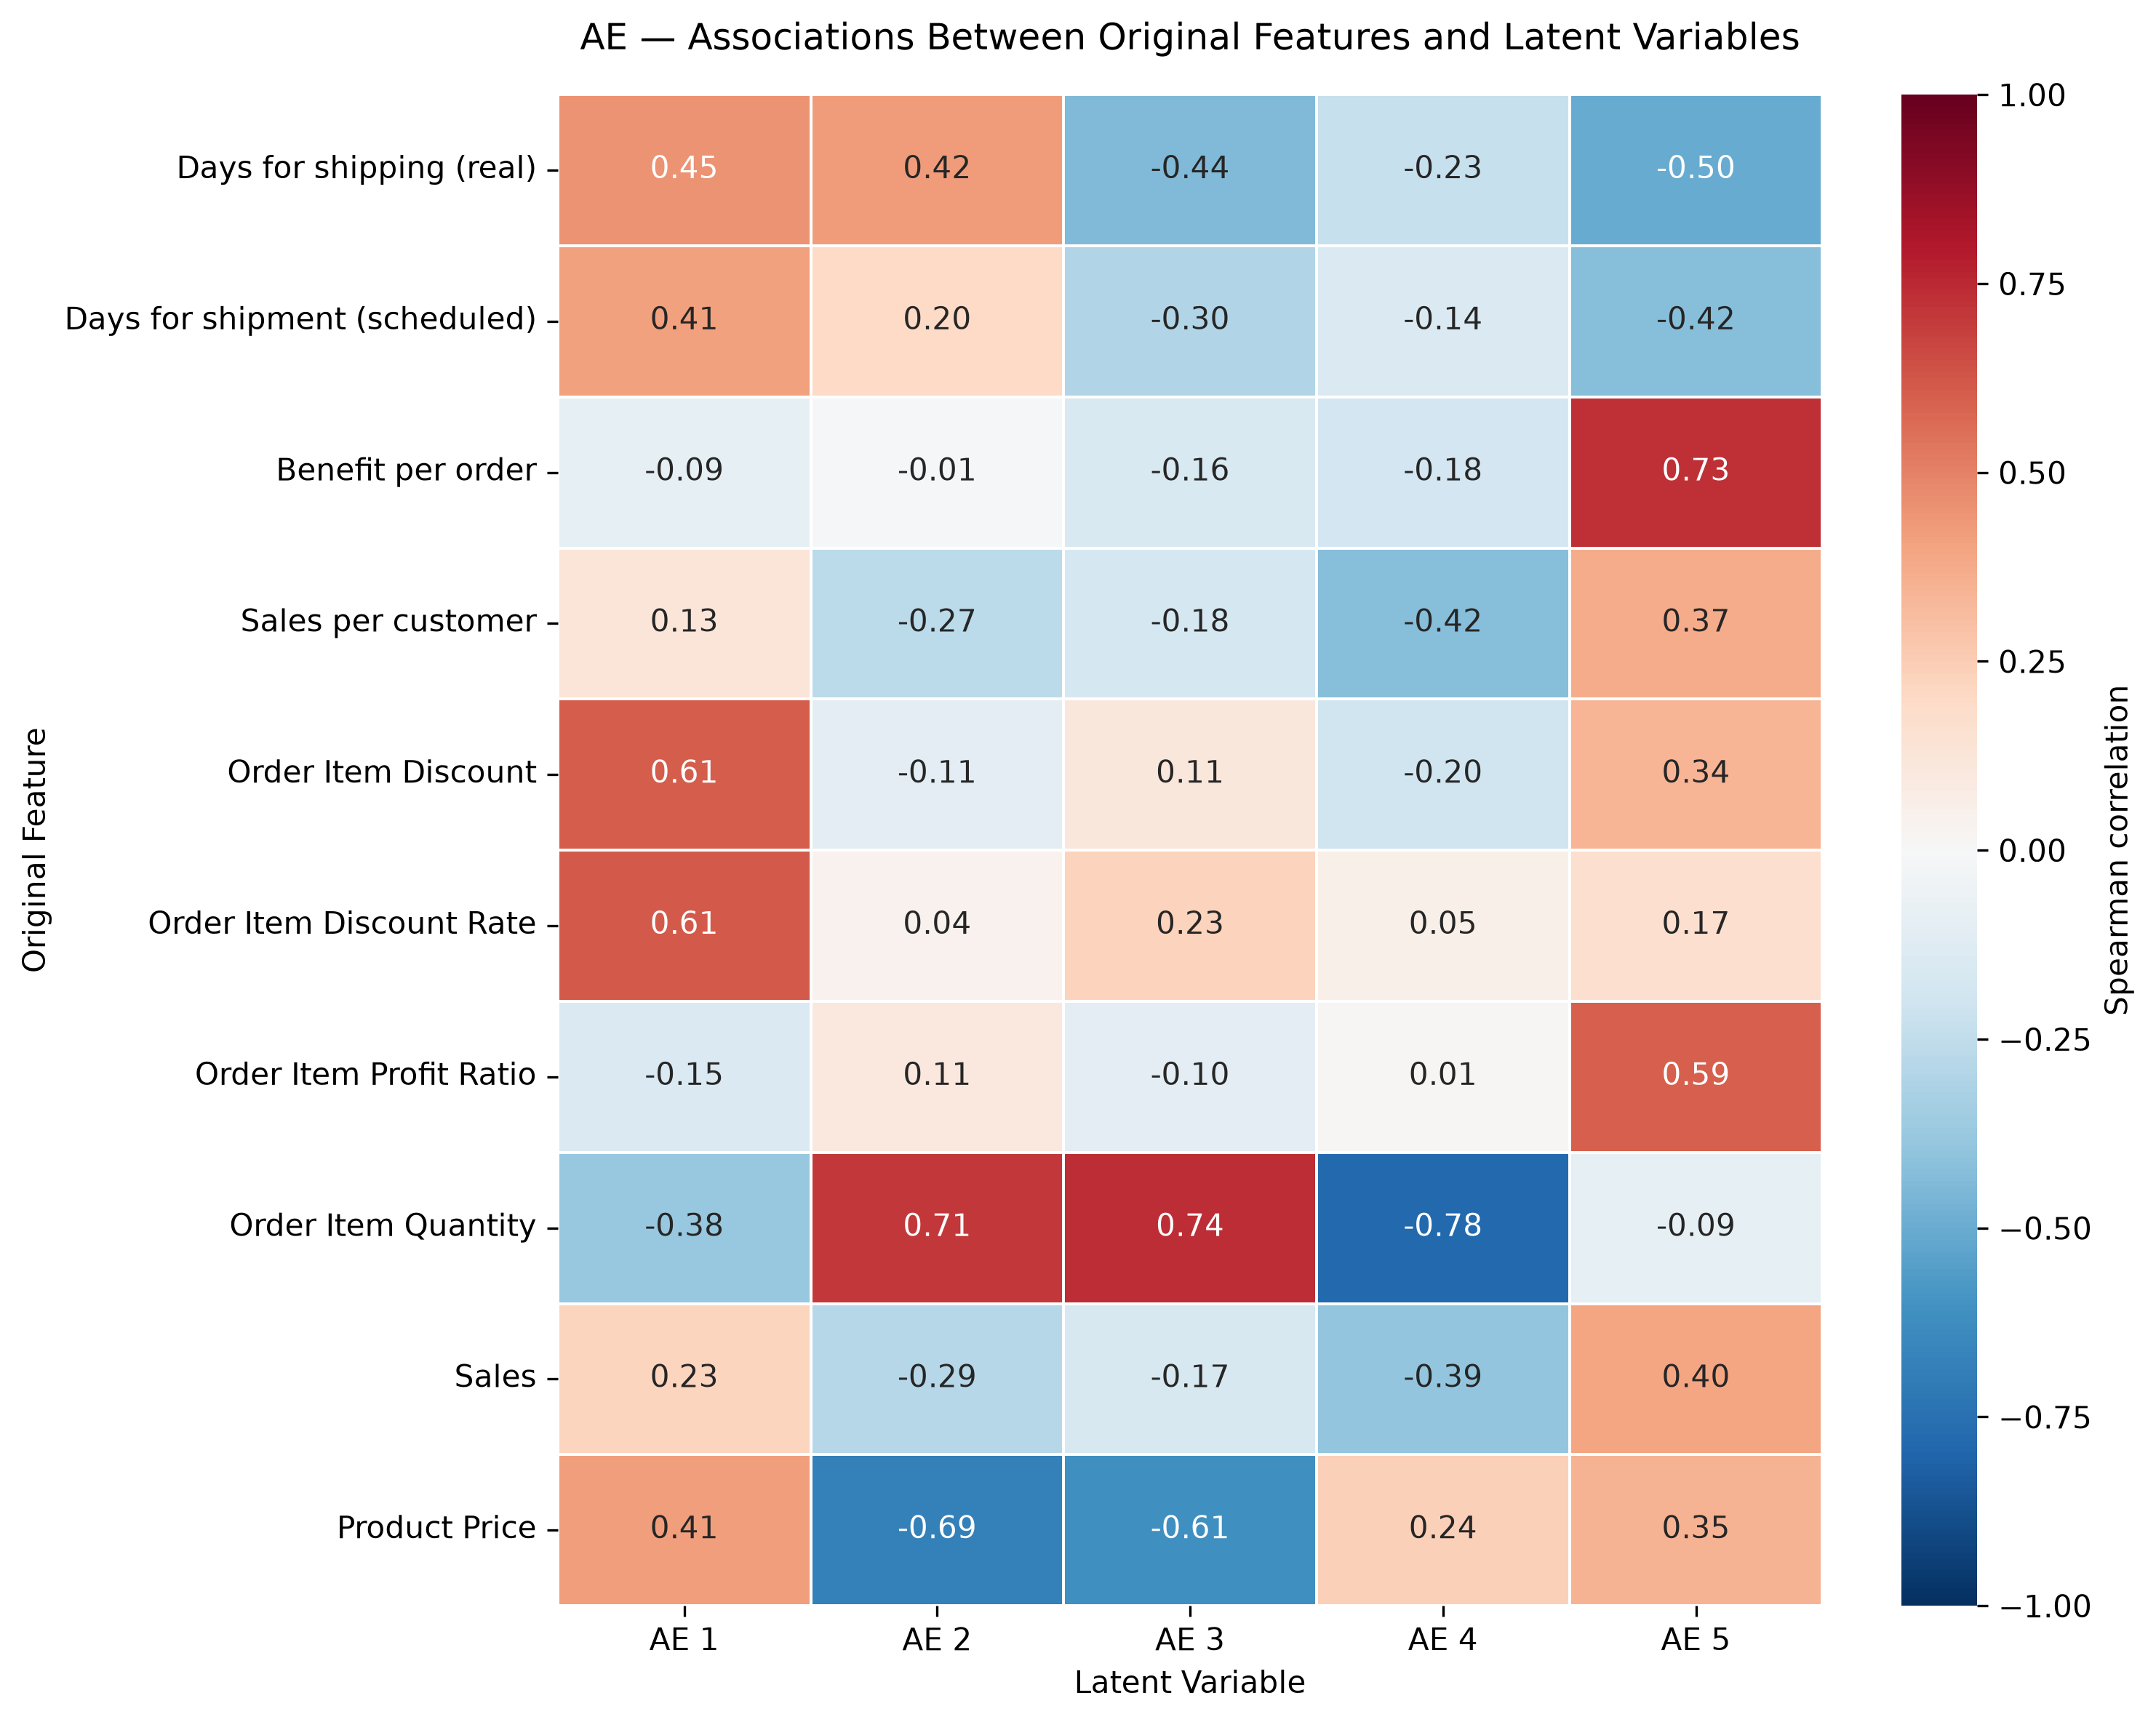 AE — Associations Between Original Features and Latent Variables
Original Feature
Days for shipping (real) 0.45 0.42 -0.44 -0.23 -0.50
Days for shipment (scheduled) 0.41 0.20 -0.30 -0.14 -0.42
Benefit per order -0.09 -0.01 -0.16 -0.18 0.73
Sales per customer 0.13 -0.27 -0.18 -0.42 0.37
Order Item Discount 0.61 -0.11 0.11 -0.20 0.34
Order Item Discount Rate 0.61 0.04 0.23 0.05 0.17
Order Item Profit Ratio -0.15 0.11 -0.10 0.01 0.59
Order Item Quantity -0.38 0.71 0.74 -0.78 -0.09
Sales 0.23 -0.29 -0.17 -0.39 0.40
Product Price 0.41 -0.69 -0.61 0.24 0.35
AE 1 AE 2 AE 3 AE 4 AE 5
Latent Variable
1.00
0.75
0.50
0.25
0.00
−0.25
−0.50
−0.75
−1.00
Spearman correlation